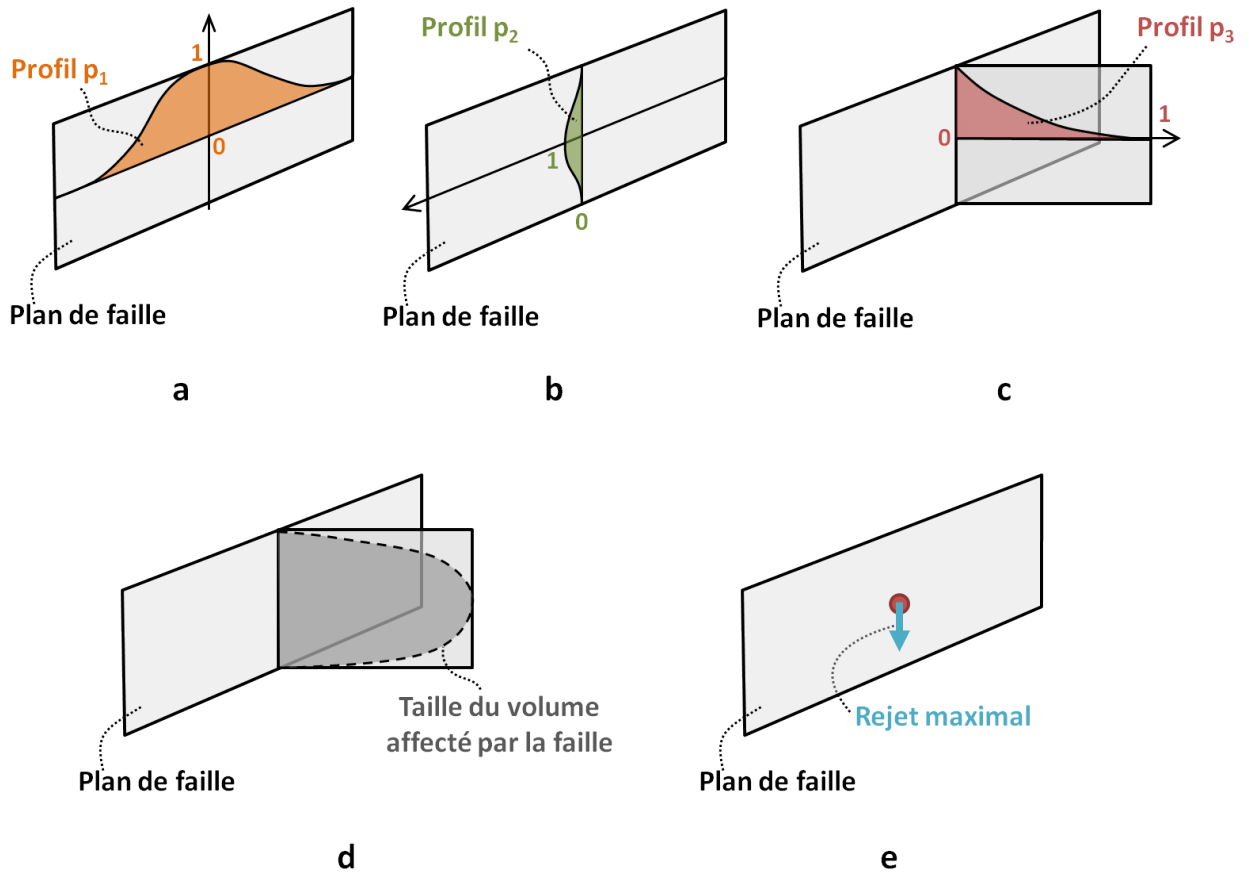 Profil p1
1
0
Plan de faille
a
Profil p2
1
0
Plan de faille
b
Profil p3
0
1
Plan de faille
c
Taille du volume
affecté par la faille
Plan de faille
d
Rejet maximal
Plan de faille
e